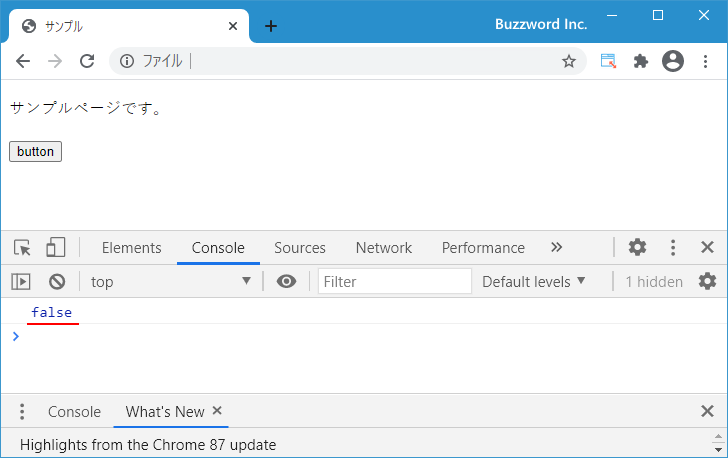 サンプル
Buzzword Inc.
ファイル
サンプルページです。
button
Elements Console Sources Network Performance
top Filter Default levels 1 hidden
false
Console What's New
Highlights from the Chrome 87 update